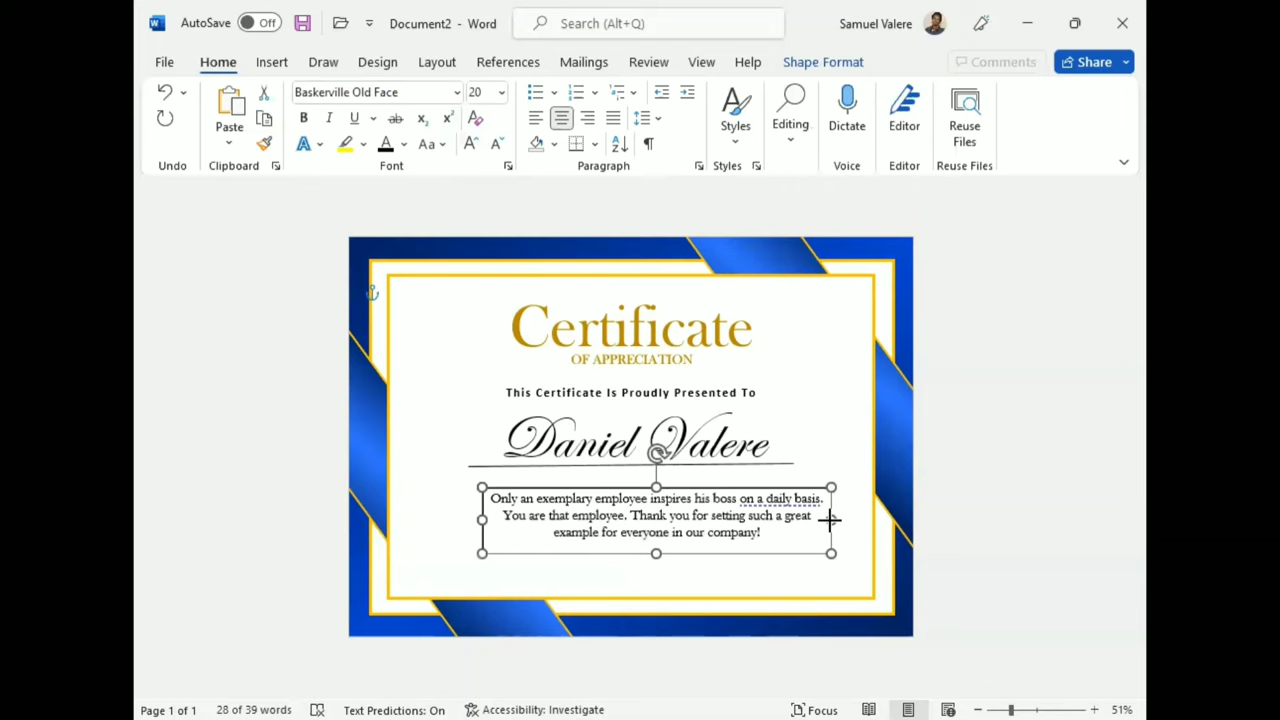 AutoSave Off Document2 - Word Search (Alt+Q) Samuel Valere
File Home Insert Draw Design Layout References Mailings Review View Help Shape Format Comments Share
Baskerville Old Face 20
Paste Styles Editing Dictate Editor Reuse Files
Undo Clipboard Font Paragraph Styles Voice Editor Reuse Files
Certificate
OF APPRECIATION
This Certificate Is Proudly Presented To
Daniel Valere
Only an exemplary employee inspires his boss on a daily basis.
You are that employee. Thank you for setting such a great
example for everyone in our company!
Page 1 of 1 28 of 39 words Text Predictions: On Accessibility: Investigate Focus 51%